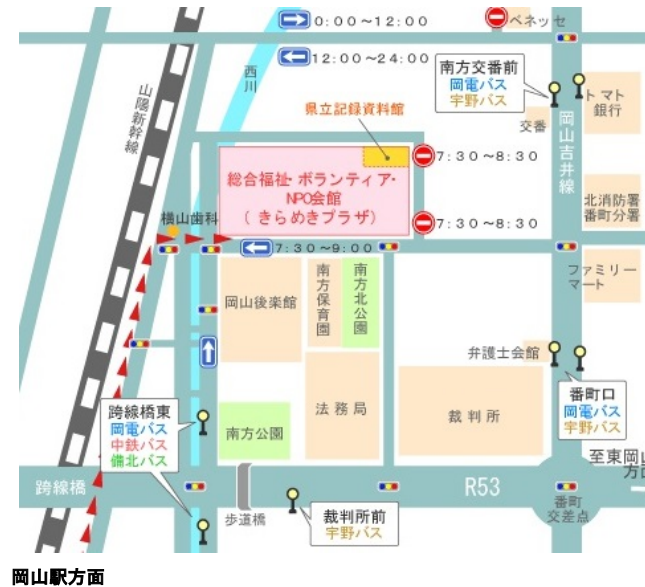 0:00～12:00
ベネッセ
12:00～24:00
西川
山陽新幹線
南方交番前
岡電バス
宇野バス
トマト
銀行
交番
岡山吉井線
県立記録資料館
7:30～8:30
総合福祉・ボランティア・
NPO会館
（ きらめきプラザ）
7:30～8:30
北消防署
番町分署
横山歯科
7:30～9:00
ファミリー
マート
岡山後楽館
南方保育園
南方北公園
弁護士会館
番町口
岡電バス
宇野バス
跨線橋東
岡電バス
中鉄バス
備北バス
南方公園
法務局
裁判所
至東岡山
方面
跨線橋
R53
歩道橋
裁判所前
宇野バス
番町
交差点
岡山駅方面